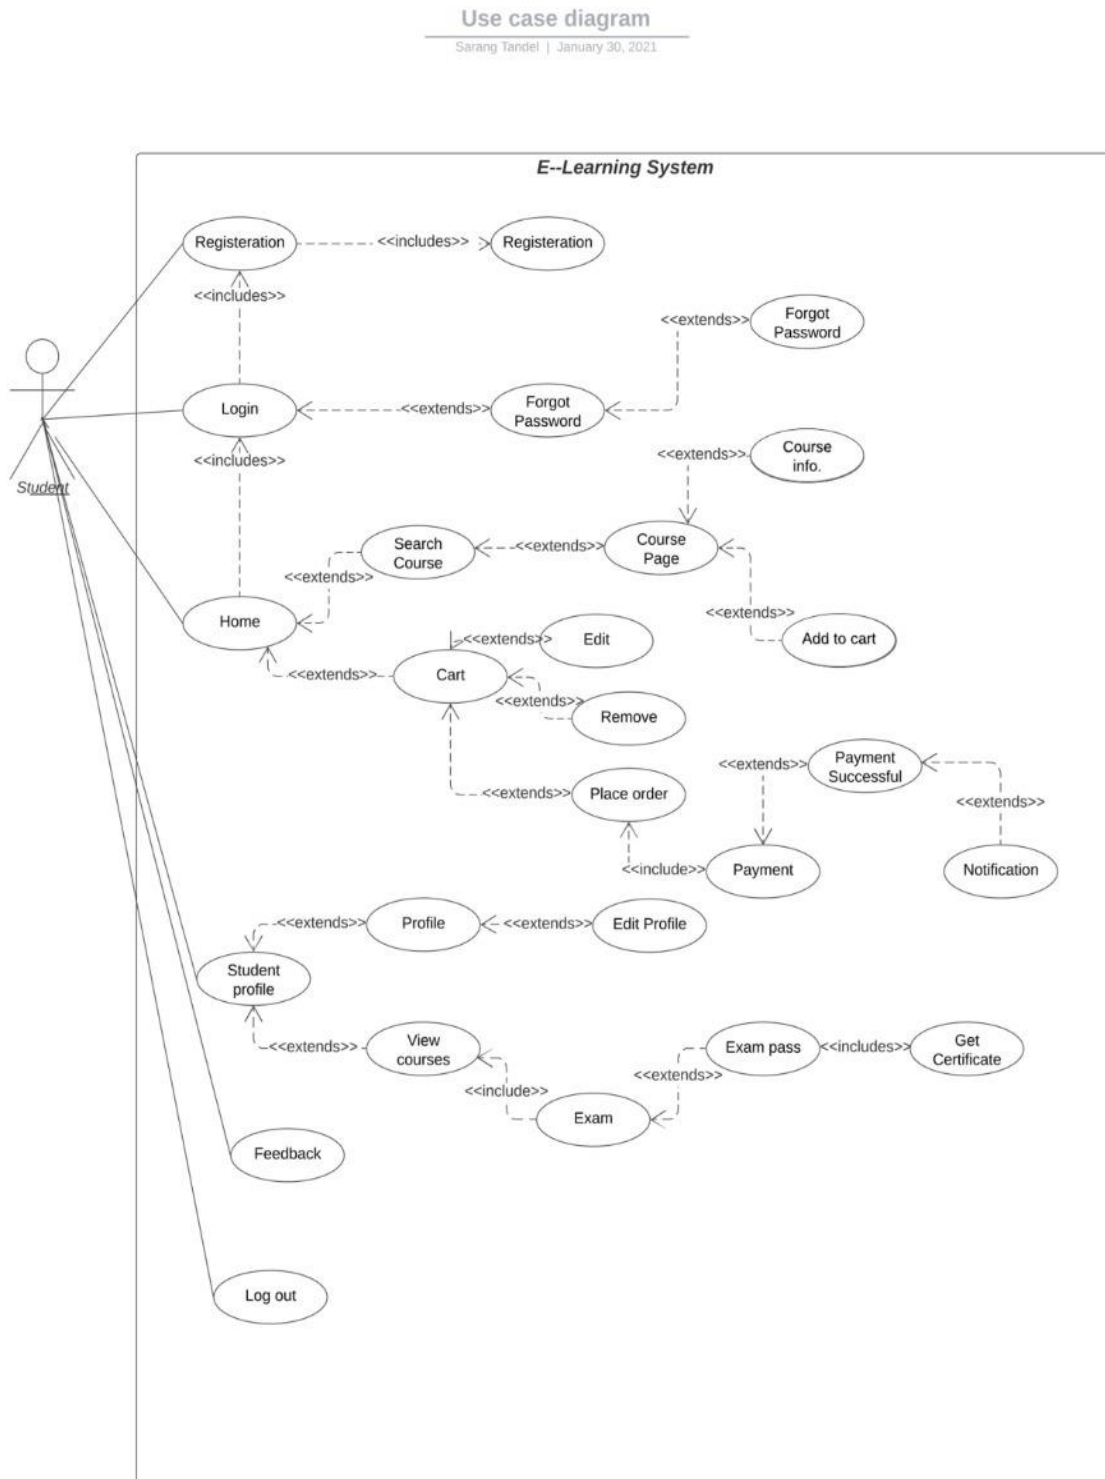 Use case diagram
Sarang Tandel | January 30, 2021
E--Learning System
Registeration
<<includes>>
Registeration
<<includes>>
<<extends>>
Forgot
Password
Login
<<extends>>
Forgot
Password
<<includes>>
<<extends>>
Course
info.
Student
Search
Course
<<extends>>
Course
Page
<<extends>>
Home
<<extends>>
Add to cart
<<extends>>
Edit
<<extends>>
Cart
<<extends>>
Remove
<<extends>>
Payment
Successful
<<extends>>
Place order
<<extends>>
<<include>>
Payment
Notification
<<extends>>
Profile
<<extends>>
Edit Profile
Student
profile
<<extends>>
View
courses
Exam pass
<<includes>>
Get
Certificate
<<extends>>
<<include>>
Exam
Feedback
Log out